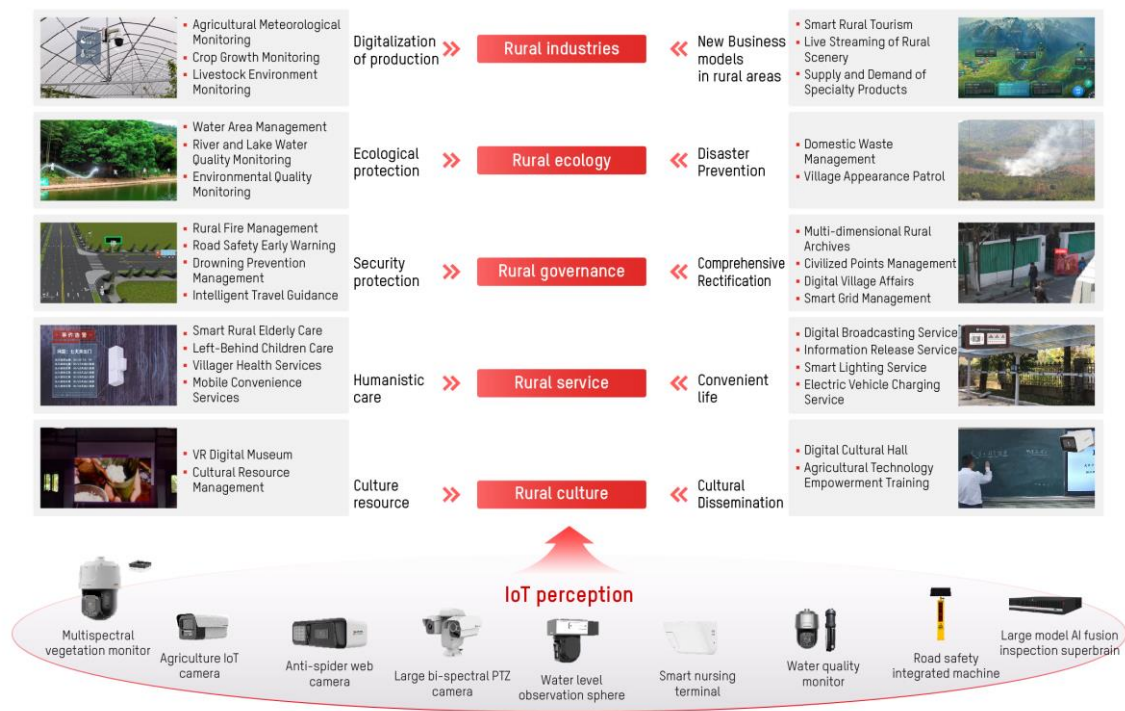 Agricultural Meteorological
Monitoring
Crop Growth Monitoring
Livestock Environment
Monitoring
Digitalization
of production
Rural industries
New Business
models
in rural areas
Smart Rural Tourism
Live Streaming of Rural
Scenery
Supply and Demand of
Specialty Products
Water Area Management
River and Lake Water
Quality Monitoring
Environmental Quality
Monitoring
Ecological
protection
Rural ecology
Disaster
Prevention
Domestic Waste
Management
Village Appearance Patrol
Rural Fire Management
Road Safety Early Warning
Drowning Prevention
Management
Intelligent Travel Guidance
Security
protection
Rural governance
Comprehensive
Rectification
Multi-dimensional Rural
Archives
Civilized Points Management
Digital Village Affairs
Smart Grid Management
Smart Rural Elderly Care
Left-Behind Children Care
Villager Health Services
Mobile Convenience
Services
Humanistic
care
Rural service
Convenient
life
Digital Broadcasting Service
Information Release Service
Smart Lighting Service
Electric Vehicle Charging
Service
VR Digital Museum
Cultural Resource
Management
Culture
resource
Rural culture
Cultural
Dissemination
Digital Cultural Hall
Agricultural Technology
Empowerment Training
IoT perception
Multispectral
vegetation monitor
Agriculture IoT
camera
Anti-spider web
camera
Large bi-spectral PTZ
camera
Water level
observation sphere
Smart nursing
terminal
Water quality
monitor
Road safety
integrated machine
Large model AI fusion
inspection superbrain